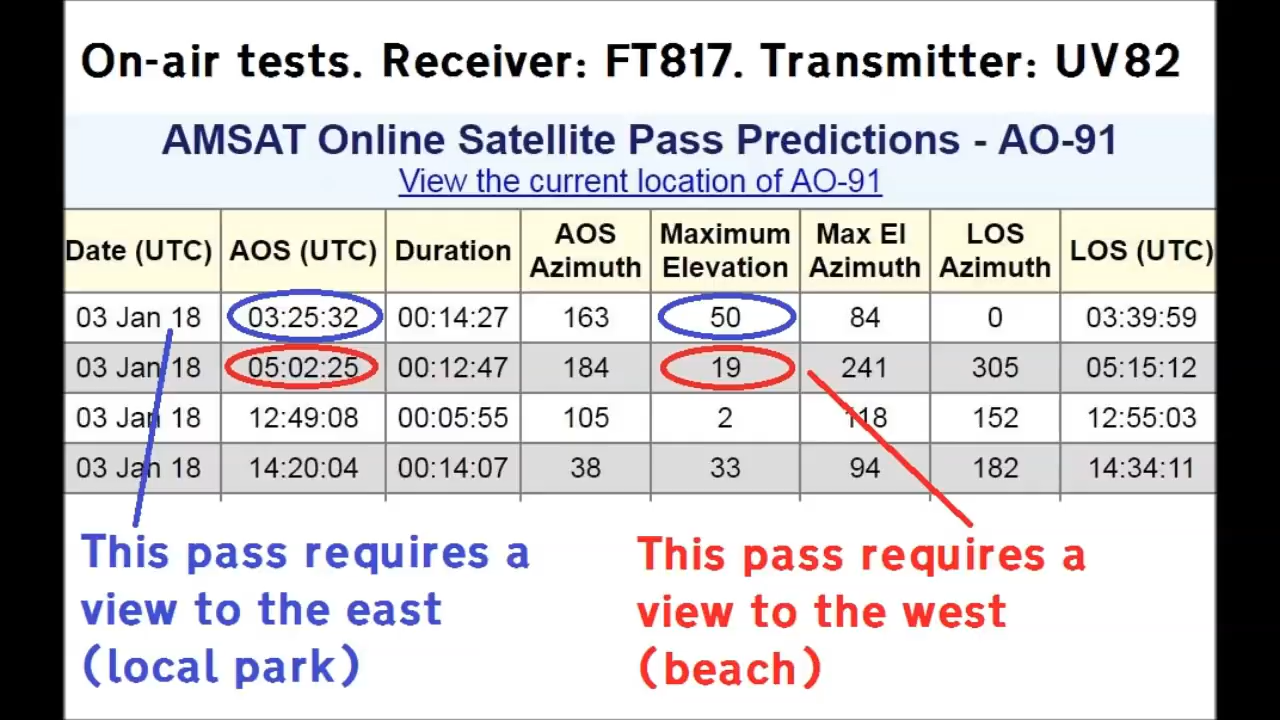 On-air tests. Receiver: FT817. Transmitter: UV82
AMSAT Online Satellite Pass Predictions - AO-91
View the current location of AO-91
Date (UTC) AOS (UTC) Duration AOS Azimuth Maximum Elevation Max El Azimuth LOS Azimuth LOS (UTC)
03 Jan 18 03:25:32 00:14:27 163 50 84 0 03:39:59
03 Jan 18 05:02:25 00:12:47 184 19 241 305 05:15:12
03 Jan 18 12:49:08 00:05:55 105 2 118 152 12:55:03
03 Jan 18 14:20:04 00:14:07 38 33 94 182 14:34:11
This pass requires a
view to the east
(local park)
This pass requires a
view to the west
(beach)